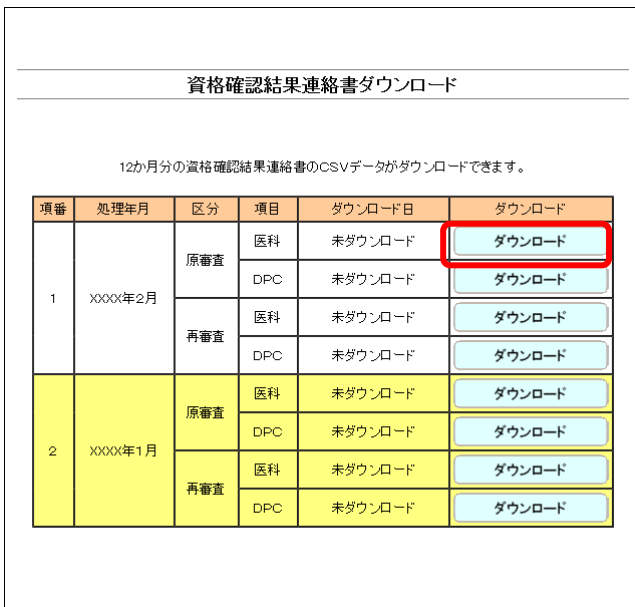 資格確認結果連絡書ダウンロード
12か月分の資格確認結果連絡書のCSVデータがダウンロードできます。
項番 処理年月 区分 項目 ダウンロード日 ダウンロード
1 XXXX年2月 原審査 医科 未ダウンロード ダウンロード
DPC 未ダウンロード ダウンロード
再審査 医科 未ダウンロード ダウンロード
DPC 未ダウンロード ダウンロード
2 XXXX年1月 原審査 医科 未ダウンロード ダウンロード
DPC 未ダウンロード ダウンロード
再審査 医科 未ダウンロード ダウンロード
DPC 未ダウンロード ダウンロード